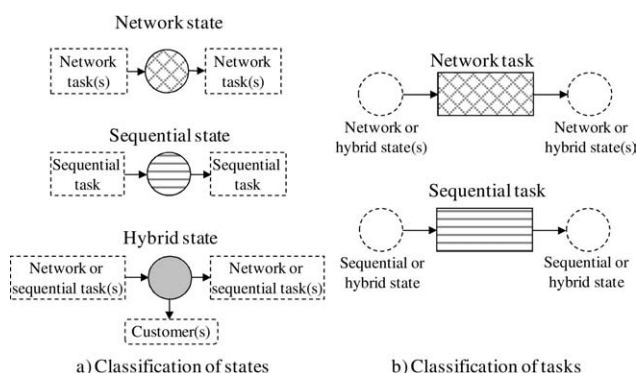 Network state
Network
task(s)
Network
task(s)
Sequential state
Sequential
task
Sequential
task
Hybrid state
Network or
sequential task(s)
Network or
sequential task(s)
Customer(s)
a) Classification of states
Network task
Network or
hybrid state(s)
Network or
hybrid state(s)
Sequential task
Sequential or
hybrid state
Sequential or
hybrid state
b) Classification of tasks